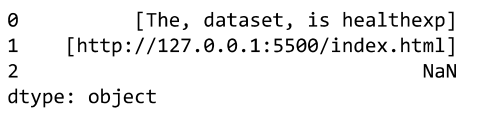 0 [The, dataset, is healthexp]
1 [http://127.0.0.1:5500/index.html]
2 NaN
dtype: object